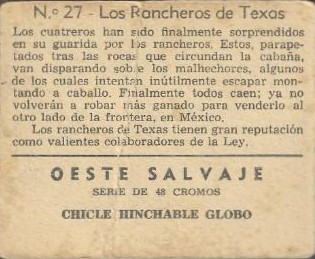 N.º 27 - Los Rancheros de Texas
Los cuatreros han sido finalmente sorprendidos
en su guarida por los rancheros. Estos, parape-
tados tras las rocas que circundan la cabaña,
van disparando sobre los malhechores, algunos
de los cuales intentan inútilmente escapar mon-
tando a caballo. Finalmente todos caen; ya no
volverán a robar más ganado para venderlo al
otro lado de la frontera, en México.
Los rancheros de Texas tienen gran reputación
como valientes colaboradores de la Ley.
OESTE SALVAJE
SERIE DE 48 CROMOS
CHICLE HINCHABLE GLOBO